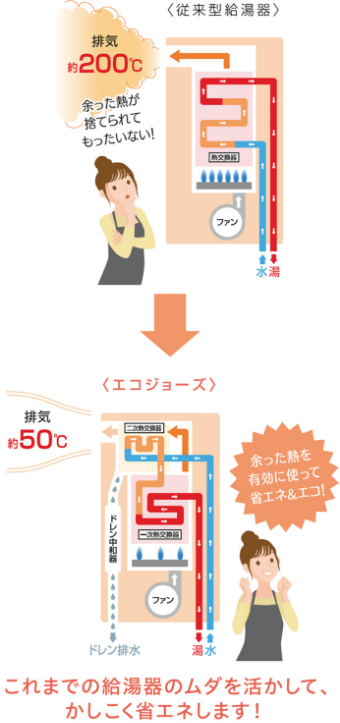 〈従来型給湯器〉
排気
約200℃
余った熱が
捨てられて
もったいない!
熱交換器
ファン
水 湯
〈エコジョーズ〉
排気
約50℃
二次熱交換器
余った熱を
有効に使って
省エネ&エコ!
ドレン中和器
一次熱交換器
ファン
ドレン排水
湯 水
これまでの給湯器のムダを活かして、
かしこく省エネします!